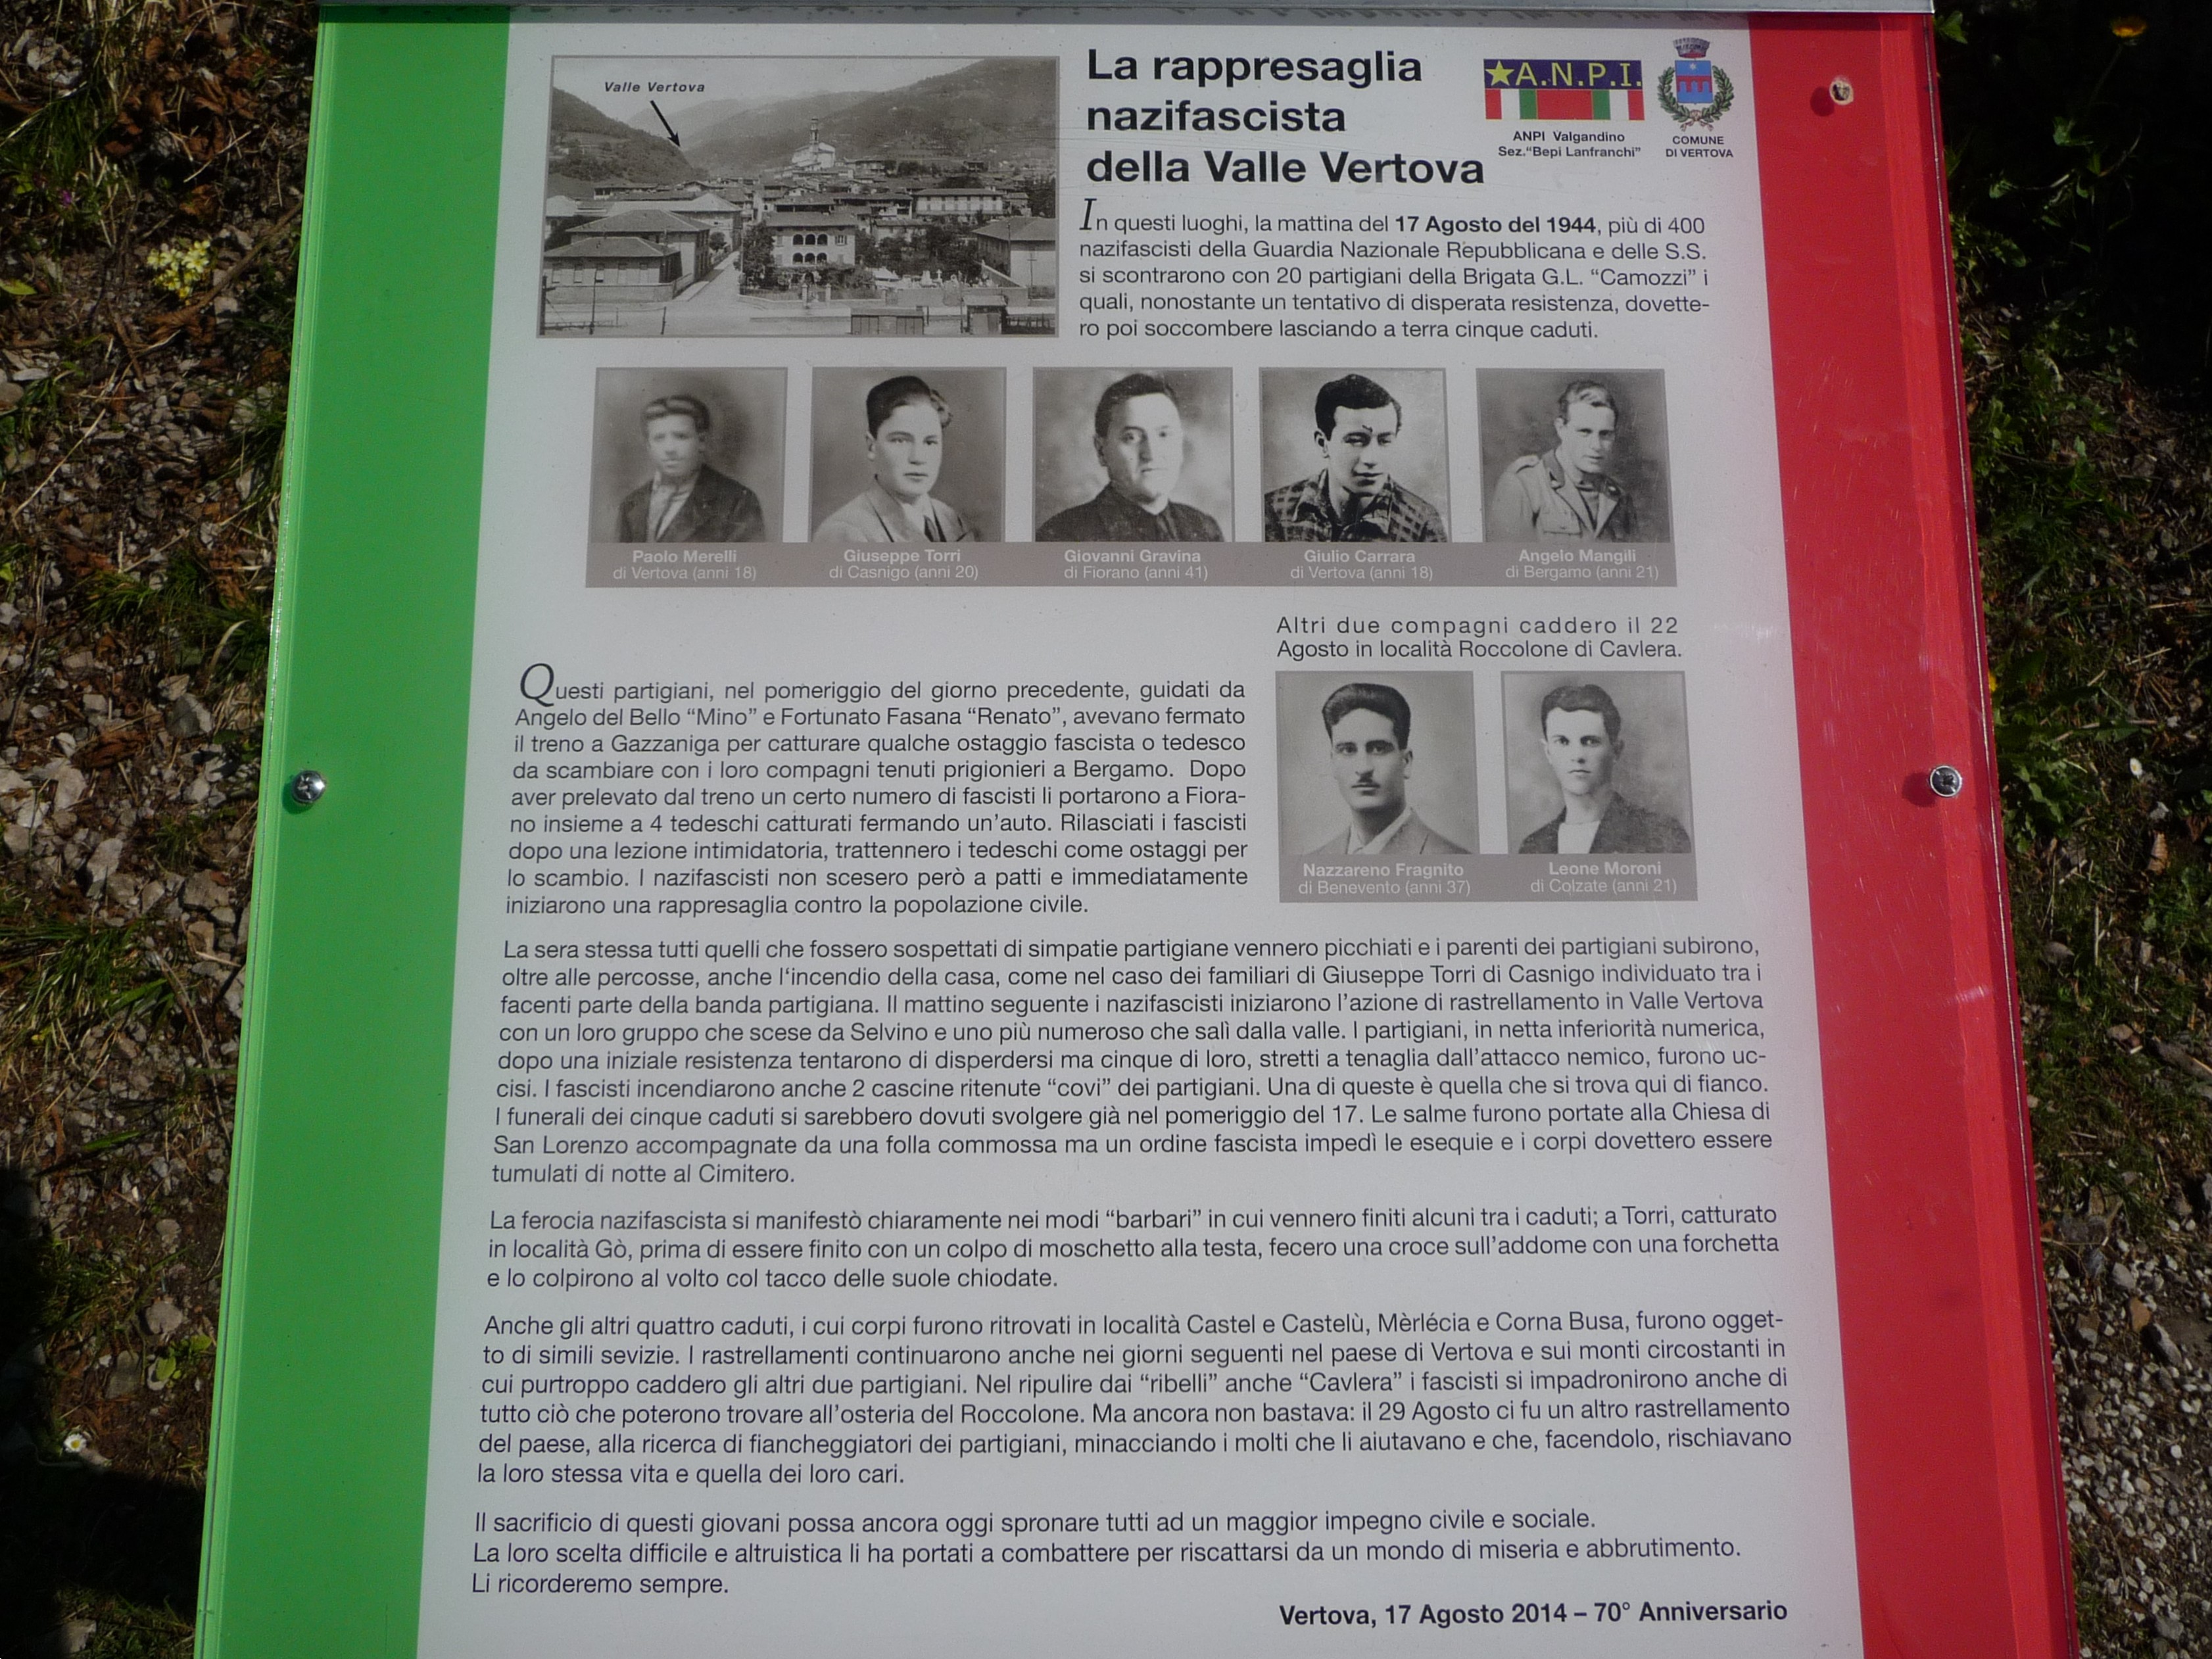 Valle Vertova
La rappresaglia
nazifascista
della Valle Vertova
A.N.P.I.
ANPI Valgandino
Sez.“Bepi Lanfranchi”
COMUNE
DI VERTOVA
In questi luoghi, la mattina del 17 Agosto del 1944, più di 400
nazifascisti della Guardia Nazionale Repubblicana e delle S.S.
si scontrarono con 20 partigiani della Brigata G.L. “Camozzi” i
quali, nonostante un tentativo di disperata resistenza, dovette-
ro poi soccombere lasciando a terra cinque caduti.
Paolo Merelli
di Vertova (anni 18)
Giuseppe Torri
di Casnigo (anni 20)
Giovanni Gravina
di Fiorano (anni 41)
Giulio Carrara
di Vertova (anni 18)
Angelo Mangili
di Bergamo (anni 21)
Altri due compagni caddero il 22
Agosto in località Roccolone di Cavlera.
Nazzareno Fragnito
di Benevento (anni 37)
Leone Moroni
di Colzate (anni 21)
Questi partigiani, nel pomeriggio del giorno precedente, guidati da
Angelo del Bello “Mino” e Fortunato Fasana “Renato”, avevano fermato
il treno a Gazzaniga per catturare qualche ostaggio fascista o tedesco
da scambiare con i loro compagni tenuti prigionieri a Bergamo. Dopo
aver prelevato dal treno un certo numero di fascisti li portarono a Fiora-
no insieme a 4 tedeschi catturati fermando un’auto. Rilasciati i fascisti
dopo una lezione intimidatoria, trattennero i tedeschi come ostaggi per
lo scambio. I nazifascisti non scesero però a patti e immediatamente
iniziarono una rappresaglia contro la popolazione civile.
La sera stessa tutti quelli che fossero sospettati di simpatie partigiane vennero picchiati e i parenti dei partigiani subirono,
oltre alle percosse, anche l‘incendio della casa, come nel caso dei familiari di Giuseppe Torri di Casnigo individuato tra i
facenti parte della banda partigiana. Il mattino seguente i nazifascisti iniziarono l’azione di rastrellamento in Valle Vertova
con un loro gruppo che scese da Selvino e uno più numeroso che salì dalla valle. I partigiani, in netta inferiorità numerica,
dopo una iniziale resistenza tentarono di disperdersi ma cinque di loro, stretti a tenaglia dall’attacco nemico, furono uc-
cisi. I fascisti incendiarono anche 2 cascine ritenute “covi” dei partigiani. Una di queste è quella che si trova qui di fianco.
I funerali dei cinque caduti si sarebbero dovuti svolgere già nel pomeriggio del 17. Le salme furono portate alla Chiesa di
San Lorenzo accompagnate da una folla commossa ma un ordine fascista impedì le esequie e i corpi dovettero essere
tumulati di notte al Cimitero.
La ferocia nazifascista si manifestò chiaramente nei modi “barbari” in cui vennero finiti alcuni tra i caduti; a Torri, catturato
in località Gò, prima di essere finito con un colpo di moschetto alla testa, fecero una croce sull’addome con una forchetta
e lo colpirono al volto col tacco delle suole chiodate.
Anche gli altri quattro caduti, i cui corpi furono ritrovati in località Castel e Castelù, Mèrlécia e Corna Busa, furono ogget-
to di simili sevizie. I rastrellamenti continuarono anche nei giorni seguenti nel paese di Vertova e sui monti circostanti in
cui purtroppo caddero gli altri due partigiani. Nel ripulire dai “ribelli” anche “Cavlera” i fascisti si impadronirono anche di
tutto ciò che poterono trovare all’osteria del Roccolone. Ma ancora non bastava: il 29 Agosto ci fu un altro rastrellamento
del paese, alla ricerca di fiancheggiatori dei partigiani, minacciando i molti che li aiutavano e che, facendolo, rischiavano
la loro stessa vita e quella dei loro cari.
Il sacrificio di questi giovani possa ancora oggi spronare tutti ad un maggior impegno civile e sociale.
La loro scelta difficile e altruistica li ha portati a combattere per riscattarsi da un mondo di miseria e abbrutimento.
Li ricorderemo sempre.
Vertova, 17 Agosto 2014 – 70° Anniversario